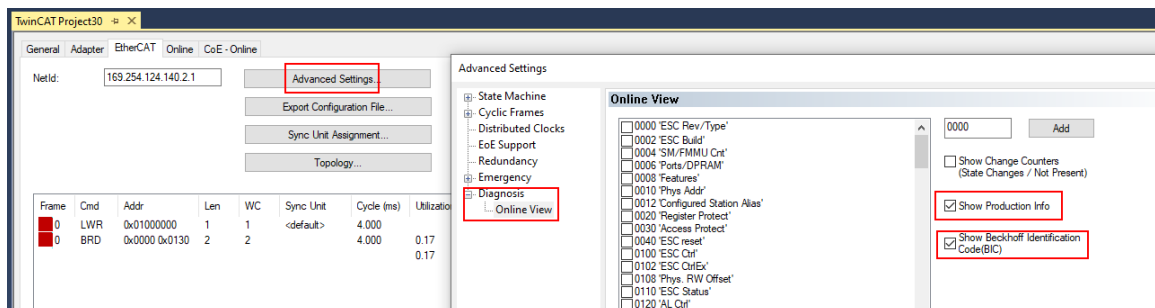 TwinCAT Project30
General Adapter EtherCAT Online CoE - Online
NetId: 169.254.124.140.2.1
Advanced Settings...
Export Configuration File...
Sync Unit Assignment...
Topology...
Frame Cmd Addr Len WC Sync Unit Cycle (ms) Utilizatio
0 LWR 0x01000000 1 1 <default> 4.000
0 BRD 0x0000 0x0130 2 2 4.000 0.17
0.17
Advanced Settings
State Machine
Cyclic Frames
Distributed Clocks
EoE Support
Redundancy
Emergency
Diagnosis
Online View
Online View
0000 'ESC Rev/Type'
0002 'ESC Build'
0004 'SM/FMMU Cnt'
0006 'Ports/DPRAM'
0008 'Features'
0010 'Phys Addr'
0012 'Configured Station Alias'
0020 'Register Protect'
0030 'Access Protect'
0040 'ESC reset'
0100 'ESC Ctrl'
0102 'ESC CtrlEx'
0108 'Phys. RW Offset'
0110 'ESC Status'
0120 'AL Ctrl'
0000 Add
Show Change Counters
(State Changes / Not Present)
Show Production Info
Show Beckhoff Identification
Code(BIC)